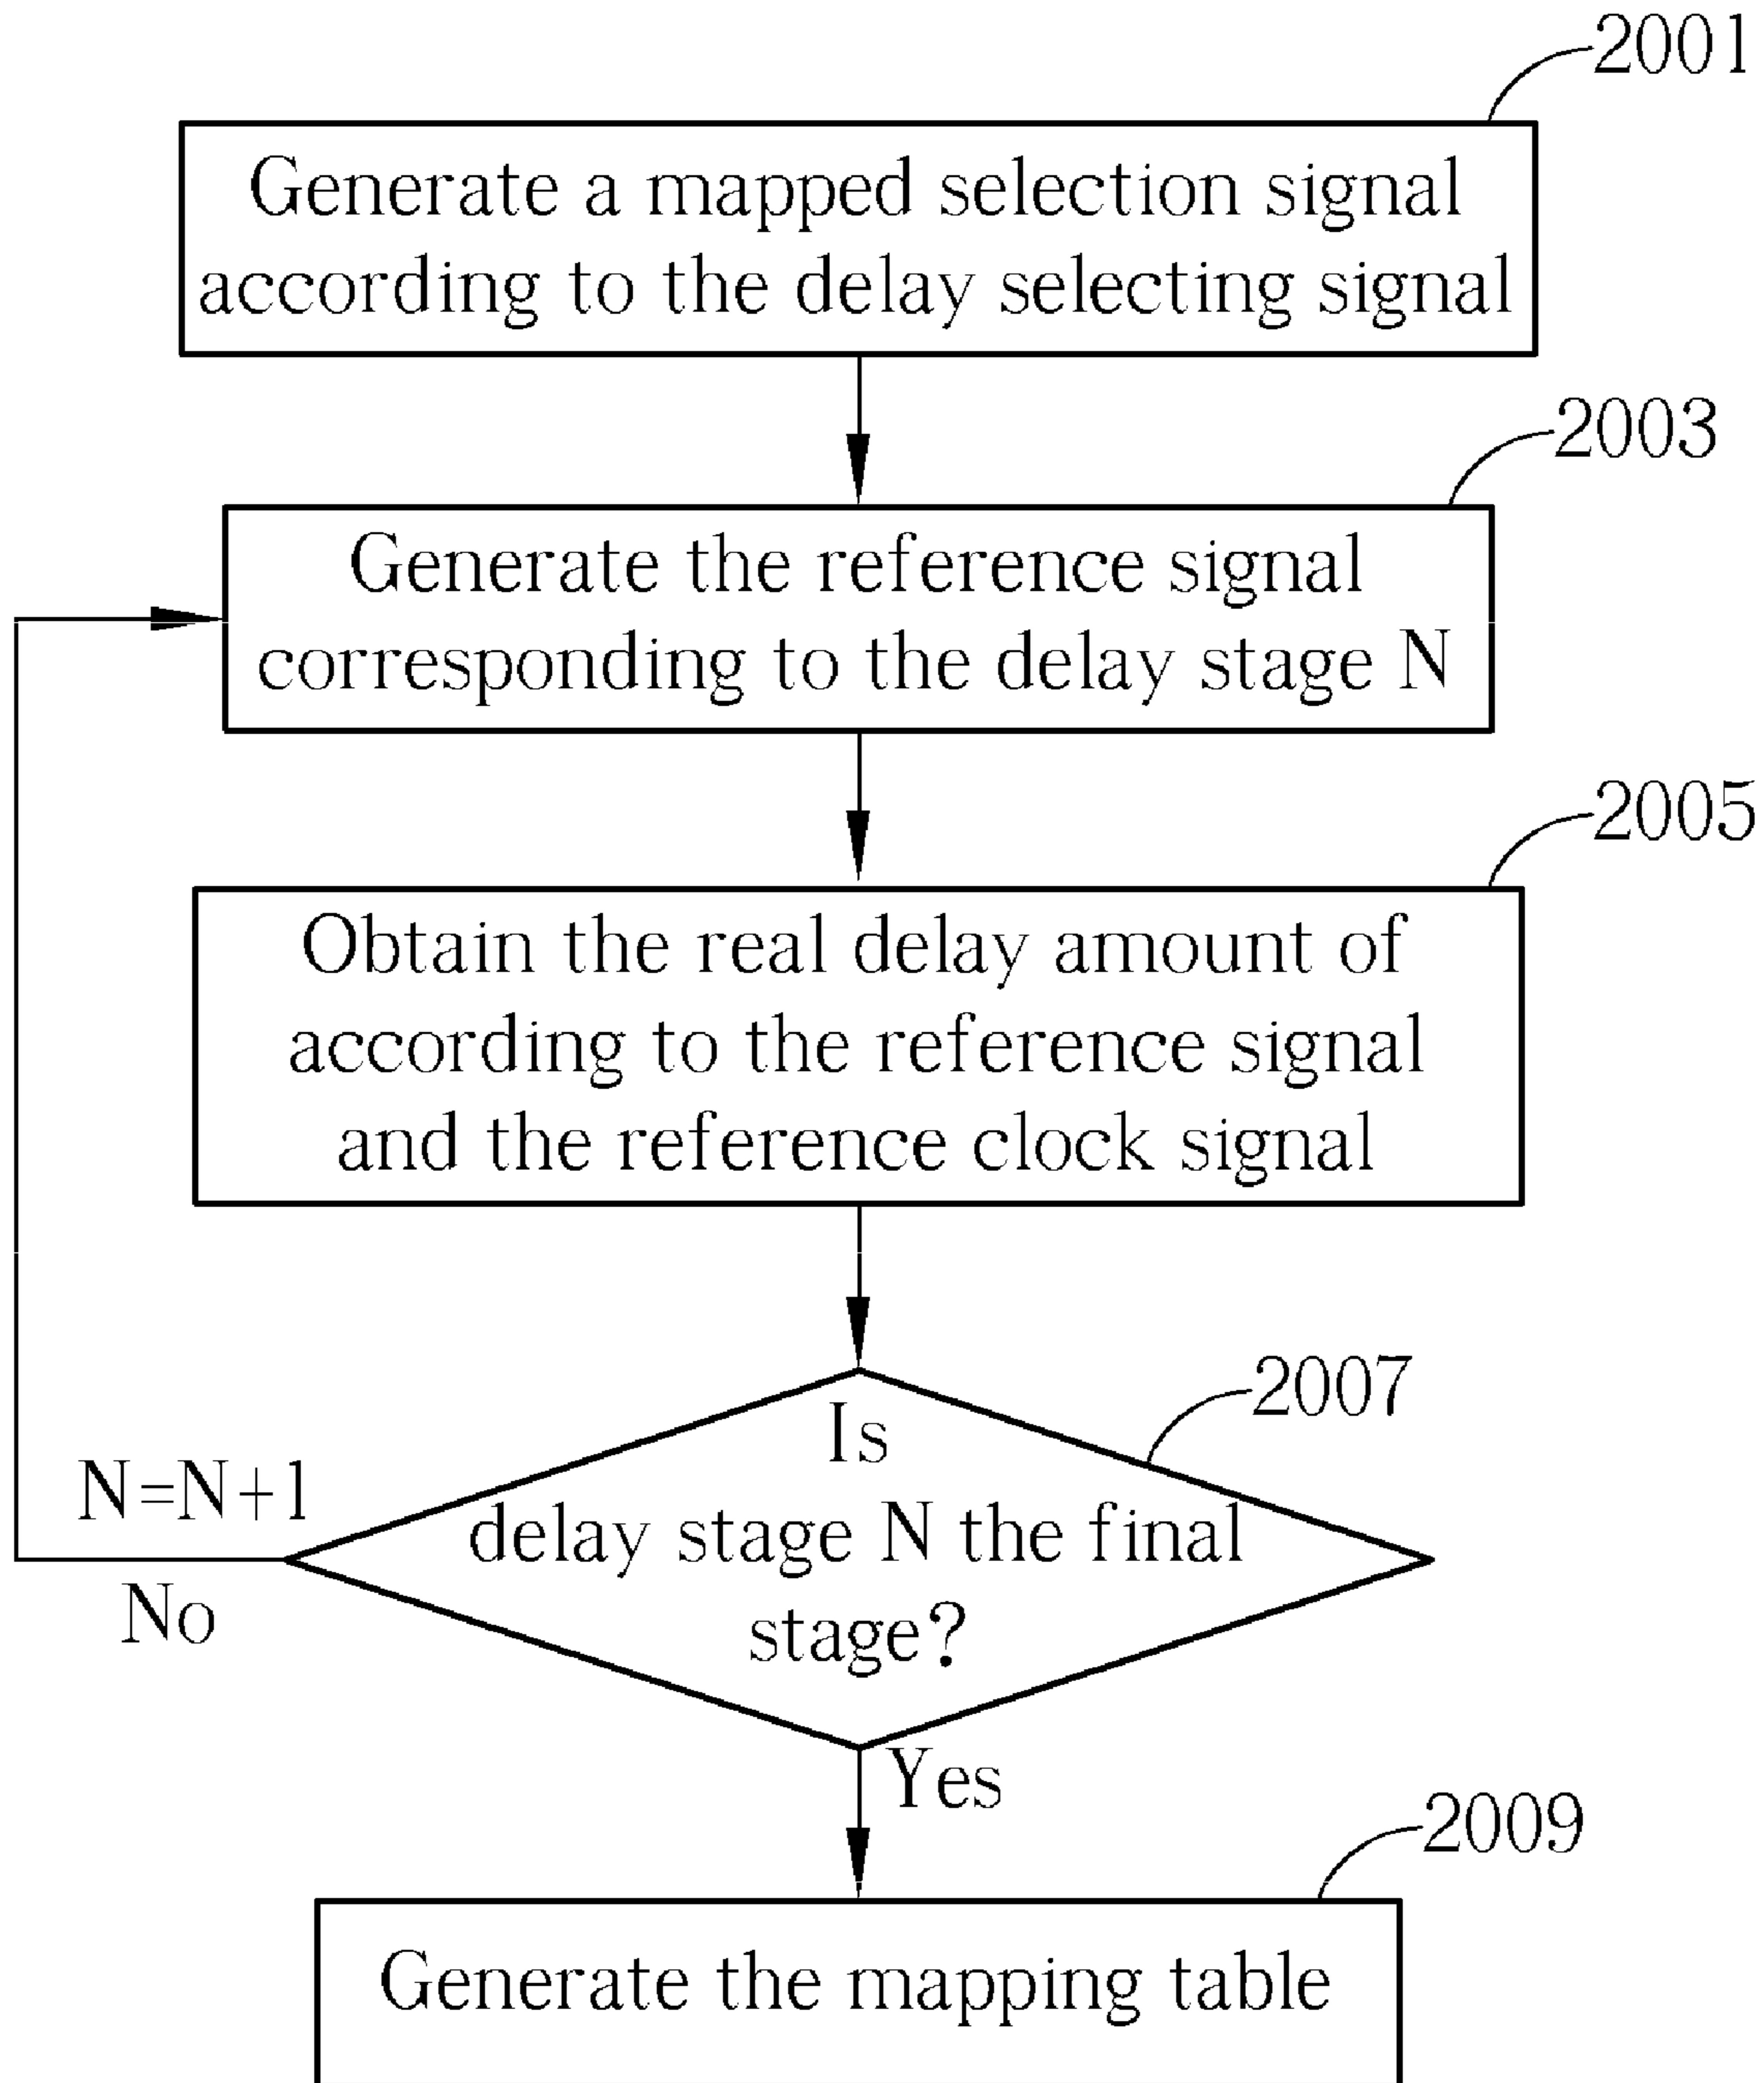 2001
Generate a mapped selection signal
according to the delay selecting signal
2003
Generate the reference signal
corresponding to the delay stage N
2005
Obtain the real delay amount of
according to the reference signal
and the reference clock signal
2007
Is
delay stage N the final
stage?
N=N+1
No
Yes
2009
Generate the mapping table